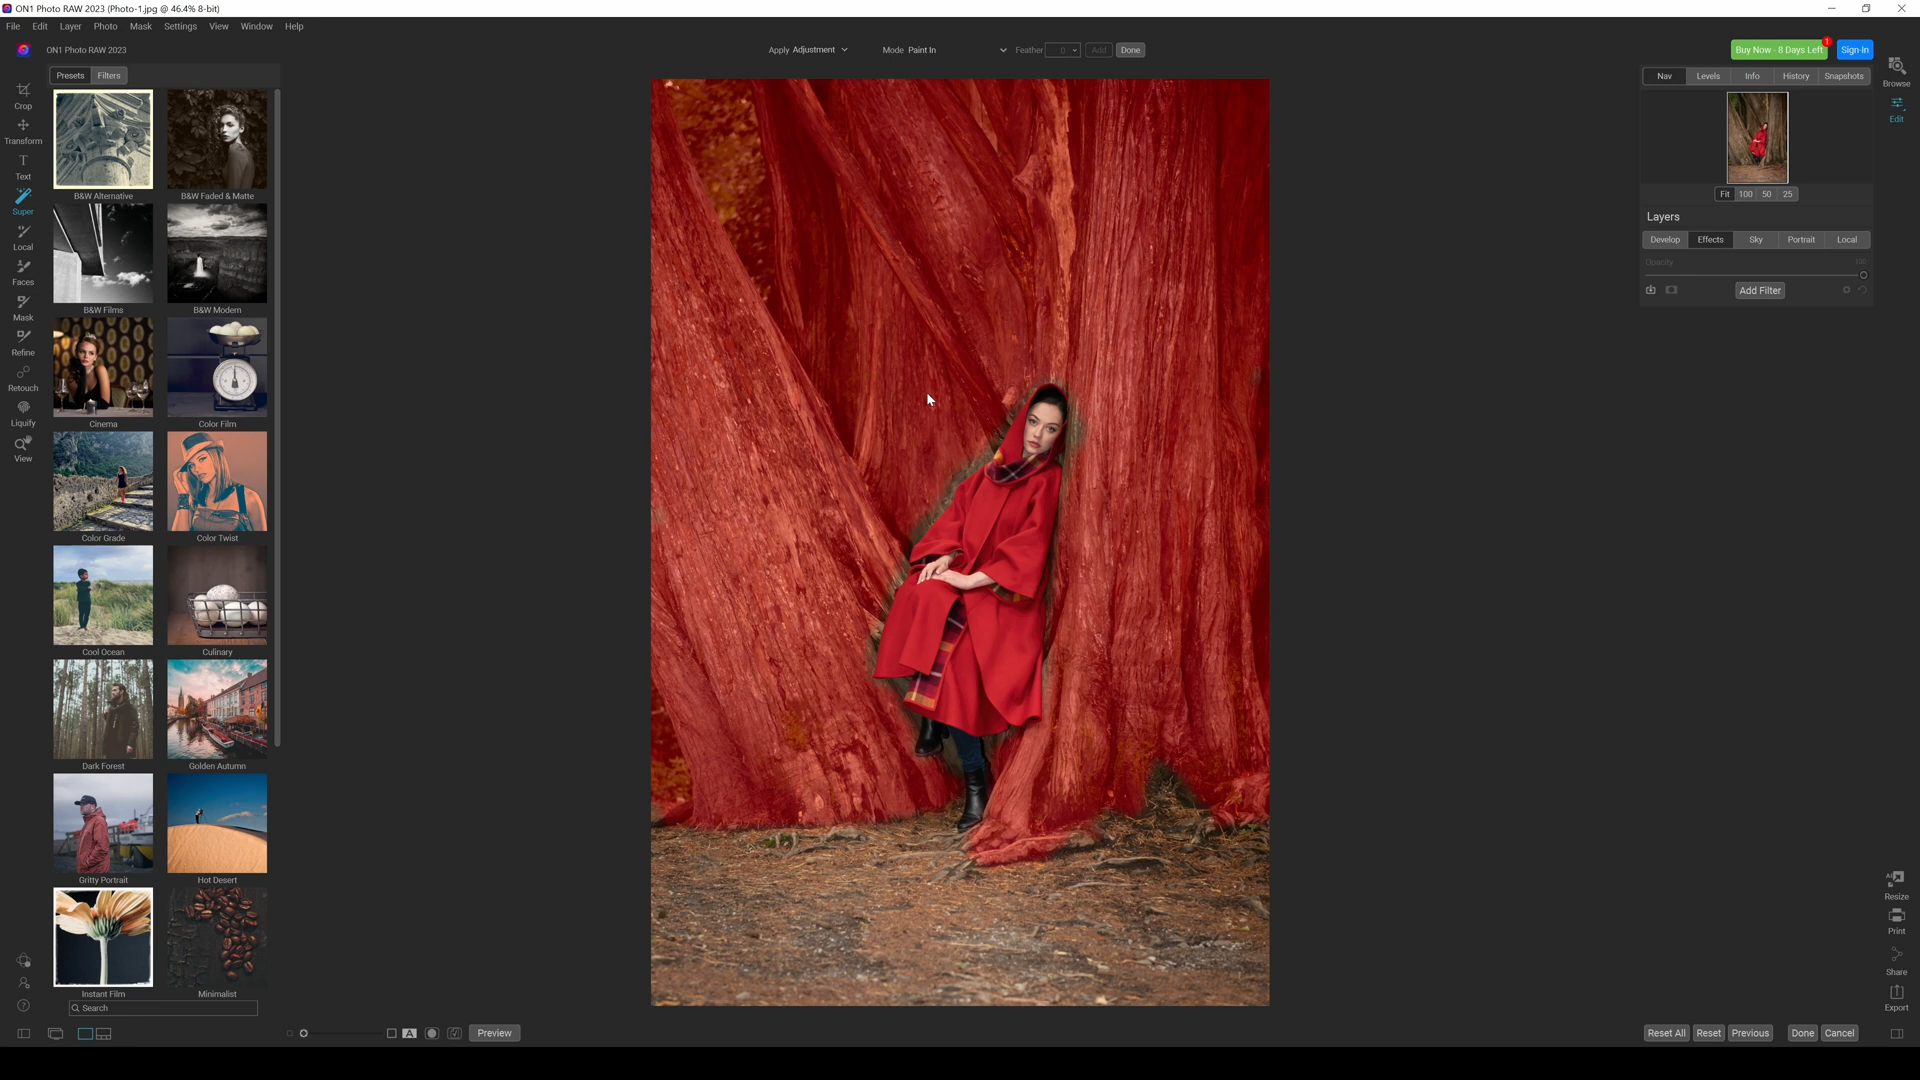 ON1 Photo RAW 2023 (Photo-1.jpg @ 46.4% 8-bit)
File Edit Layer Photo Mask Settings View Window Help
ON1 Photo RAW 2023
Apply Adjustment Mode Paint In Feather 0 Add Done
Buy Now - 8 Days Left 1 Sign-In
Presets Filters
Nav Levels Info History Snapshots
Browse
Edit
Crop
Transform
Text
Super
Local
Faces
Mask
Refine
Retouch
Liquify
View
B&W Alternative B&W Faded & Matte
B&W Films B&W Modern
Cinema Color Film
Color Grade Color Twist
Cool Ocean Culinary
Dark Forest Golden Autumn
Gritty Portrait Hot Desert
Instant Film Minimalist
Search
Fit 100 50 25
Layers
Develop Effects Sky Portrait Local
Opacity 100
Add Filter
AI
Resize
Print
Share
Export
A Preview
Reset All Reset Previous Done Cancel